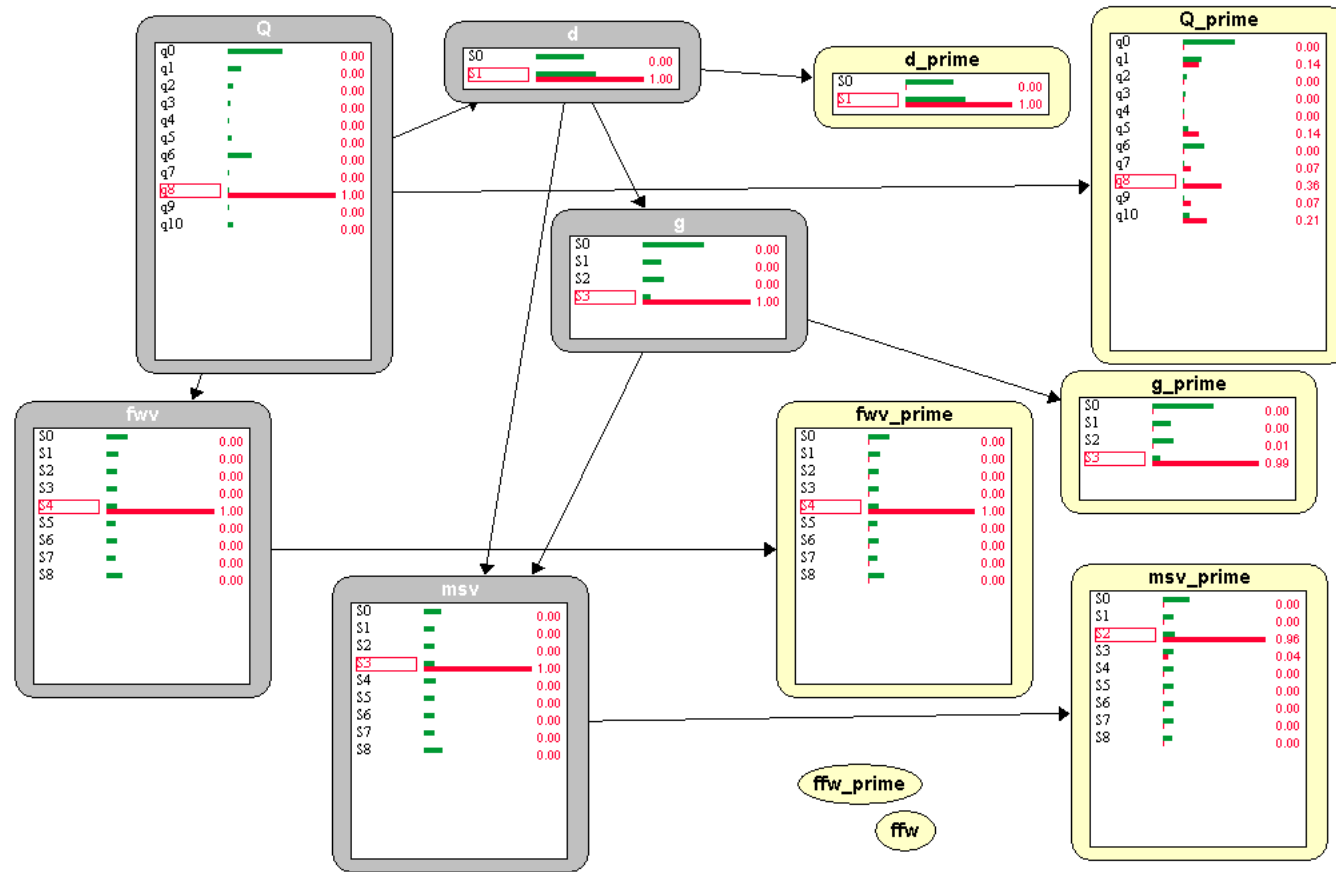 Q
q0 0.00
q1 0.00
q2 0.00
q3 0.00
q4 0.00
q5 0.00
q6 0.00
q7 0.00
q8 1.00
q9 0.00
q10 0.00
d
S0 0.00
S1 1.00
d_prime
S0 0.00
S1 1.00
Q_prime
q0 0.00
q1 0.14
q2 0.00
q3 0.00
q4 0.00
q5 0.14
q6 0.00
q7 0.07
q8 0.36
q9 0.07
q10 0.21
g
S0 0.00
S1 0.00
S2 0.00
S3 1.00
g_prime
S0 0.00
S1 0.00
S2 0.01
S3 0.99
fwv
S0 0.00
S1 0.00
S2 0.00
S3 0.00
S4 1.00
S5 0.00
S6 0.00
S7 0.00
S8 0.00
fwv_prime
S0 0.00
S1 0.00
S2 0.00
S3 0.00
S4 1.00
S5 0.00
S6 0.00
S7 0.00
S8 0.00
msv
S0 0.00
S1 0.00
S2 0.00
S3 1.00
S4 0.00
S5 0.00
S6 0.00
S7 0.00
S8 0.00
msv_prime
S0 0.00
S1 0.00
S2 0.96
S3 0.04
S4 0.00
S5 0.00
S6 0.00
S7 0.00
S8 0.00
ffw_prime
ffw